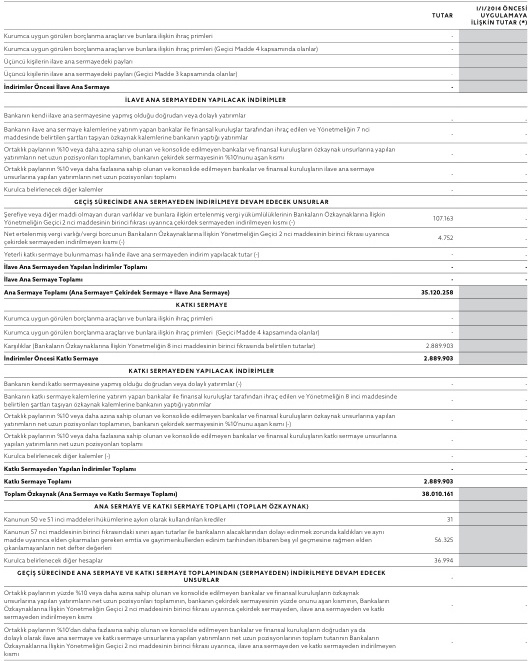 TUTAR
1/1/2014 ÖNCESİ
UYGULAMAYA
İLİŞKİN TUTAR (*)
Kurumca uygun görülen borçlanma araçları ve bunlara ilişkin ihraç primleri -
Kurumca uygun görülen borçlanma araçları ve bunlara ilişkin ihraç primleri (Geçici Madde 4 kapsamında olanlar) -
Üçüncü kişilerin ilave ana sermayedeki payları -
Üçüncü kişilerin ilave ana sermayedeki payları (Geçici Madde 3 kapsamında olanlar) -
İndirimler Öncesi İlave Ana Sermaye -
İLAVE ANA SERMAYEDEN YAPILACAK İNDİRİMLER
Bankanın kendi ilave ana sermayesine yapmış olduğu doğrudan veya dolaylı yatırımlar - -
Bankanın ilave ana sermaye kalemlerine yatırım yapan bankalar ile finansal kuruluşlar tarafından ihraç edilen ve Yönetmeliğin 7 nci
maddesinde belirtilen şartları taşıyan özkaynak kalemlerine bankanın yaptığı yatırımlar - -
Ortaklık paylarının %10 veya daha azına sahip olunan ve konsolide edilmeyen bankalar ve finansal kuruluşların özkaynak unsurlarına yapılan
yatırımların net uzun pozisyonları toplamının, bankanın çekirdek sermayesinin %10'nunu aşan kısmı - -
Ortaklık paylarının %10 veya daha fazlasına sahip olunan ve konsolide edilmeyen bankalar ve finansal kuruluşların ilave ana sermaye
unsurlarına yapılan yatırımların net uzun pozisyonları toplamı - -
Kurulca belirlenecek diğer kalemler - -
GEÇİŞ SÜRECİNDE ANA SERMAYEDEN İNDİRİLMEYE DEVAM EDECEK UNSURLAR
Şerefiye veya diğer maddi olmayan duran varlıklar ve bunlara ilişkin ertelenmiş vergi yükümlülüklerinin Bankaların Özkaynaklarına İlişkin
Yönetmeliğin Geçici 2 nci maddesinin birinci fıkrası uyarınca çekirdek sermayeden indirilmeyen kısmı (-) 107.163 -
Net ertelenmiş vergi varlığı/vergi borcunun Bankaların Özkaynaklarına İlişkin Yönetmeliğin Geçici 2 nci maddesinin birinci fıkrası uyarınca
çekirdek sermayeden indirilmeyen kısmı (-) 4.752 -
Yeterli katkı sermaye bulunmaması halinde ilave ana sermayeden indirim yapılacak tutar (-) - -
İlave Ana Sermayeden Yapılan İndirimler Toplamı - -
İlave Ana Sermaye Toplamı - -
Ana Sermaye Toplamı (Ana Sermaye= Çekirdek Sermaye + İlave Ana Sermaye) 35.120.258
KATKI SERMAYE
Kurumca uygun görülen borçlanma araçları ve bunlara ilişkin ihraç primleri -
Kurumca uygun görülen borçlanma araçları ve bunlara ilişkin ihraç primleri (Geçici Madde 4 kapsamında olanlar) -
Karşılıklar (Bankaların Özkaynaklarına İlişkin Yönetmeliğin 8 inci maddesinin birinci fıkrasında belirtilen tutarlar) 2.889.903
İndirimler Öncesi Katkı Sermaye 2.889.903
KATKI SERMAYEDEN YAPILACAK İNDİRİMLER
Bankanın kendi katkı sermayesine yapmış olduğu doğrudan veya dolaylı yatırımlar (-) - -
Bankanın katkı sermaye kalemlerine yatırım yapan bankalar ile finansal kuruluşlar tarafından ihraç edilen ve Yönetmeliğin 8 inci maddesinde
belirtilen şartları taşıyan özkaynak kalemlerine bankanın yaptığı yatırımlar - -
Ortaklık paylarının %10 veya daha azına sahip olunan ve konsolide edilmeyen bankalar ve finansal kuruluşların özkaynak unsurlarına yapılan
yatırımların net uzun pozisyonları toplamının, bankanın çekirdek sermayesinin %10'nunu aşan kısmı (-) - -
Ortaklık paylarının %10 veya daha fazlasına sahip olunan ve konsolide edilmeyen bankalar ve finansal kuruluşların katkı sermaye unsurlarına
yapılan yatırımların net uzun pozisyonları toplamı - -
Kurulca belirlenecek diğer kalemler (-) - -
Katkı Sermayeden Yapılan İndirimler Toplamı - -
Katkı Sermaye Toplamı 2.889.903
Toplam Özkaynak (Ana Sermaye ve Katkı Sermaye Toplamı) 38.010.161
ANA SERMAYE VE KATKI SERMAYE TOPLAMI (TOPLAM ÖZKAYNAK)
Kanunun 50 ve 51 inci maddeleri hükümlerine aykırı olarak kullandırılan krediler 31
Kanunun 57 nci maddesinin birinci fıkrasındaki sınırı aşan tutarlar ile bankaların alacaklarından dolayı edinmek zorunda kaldıkları ve aynı
madde uyarınca elden çıkarmaları gereken emtia ve gayrimenkullerden edinim tarihinden itibaren beş yıl geçmesine rağmen elden
çıkarılamayanların net defter değerleri 56.325
Kurulca belirlenecek diğer hesaplar 36.994
GEÇİŞ SÜRECİNDE ANA SERMAYE VE KATKI SERMAYE TOPLAMINDAN (SERMAYEDEN) İNDİRİLMEYE DEVAM EDECEK
UNSURLAR -
Ortaklık paylarının yüzde %10 veya daha azına sahip olunan ve konsolide edilmeyen bankalar ve finansal kuruluşların özkaynak
unsurlarına yapılan yatırımların net uzun pozisyonları toplamının, bankanın çekirdek sermayesinin yüzde onunu aşan kısmının, Bankaların
Özkaynaklarına İlişkin Yönetmeliğin Geçici 2 nci maddesinin birinci fıkrası uyarınca çekirdek sermayeden, ilave ana sermayeden ve katkı
sermayeden indirilmeyen kısmı - -
Ortaklık paylarının %10'dan daha fazlasına sahip olunan ve konsolide edilmeyen bankalar ve finansal kuruluşların doğrudan ya da
dolaylı olarak ilave ana sermaye ve katkı sermaye unsurlarına yapılan yatırımların net uzun pozisyonlarının toplam tutarının Bankaların
Özkaynaklarına İlişkin Yönetmeliğin Geçici 2 nci maddesinin birinci fıkrası uyarınca, ilave ana sermayeden ve katkı sermayeden indirilmeyen
kısmı - -